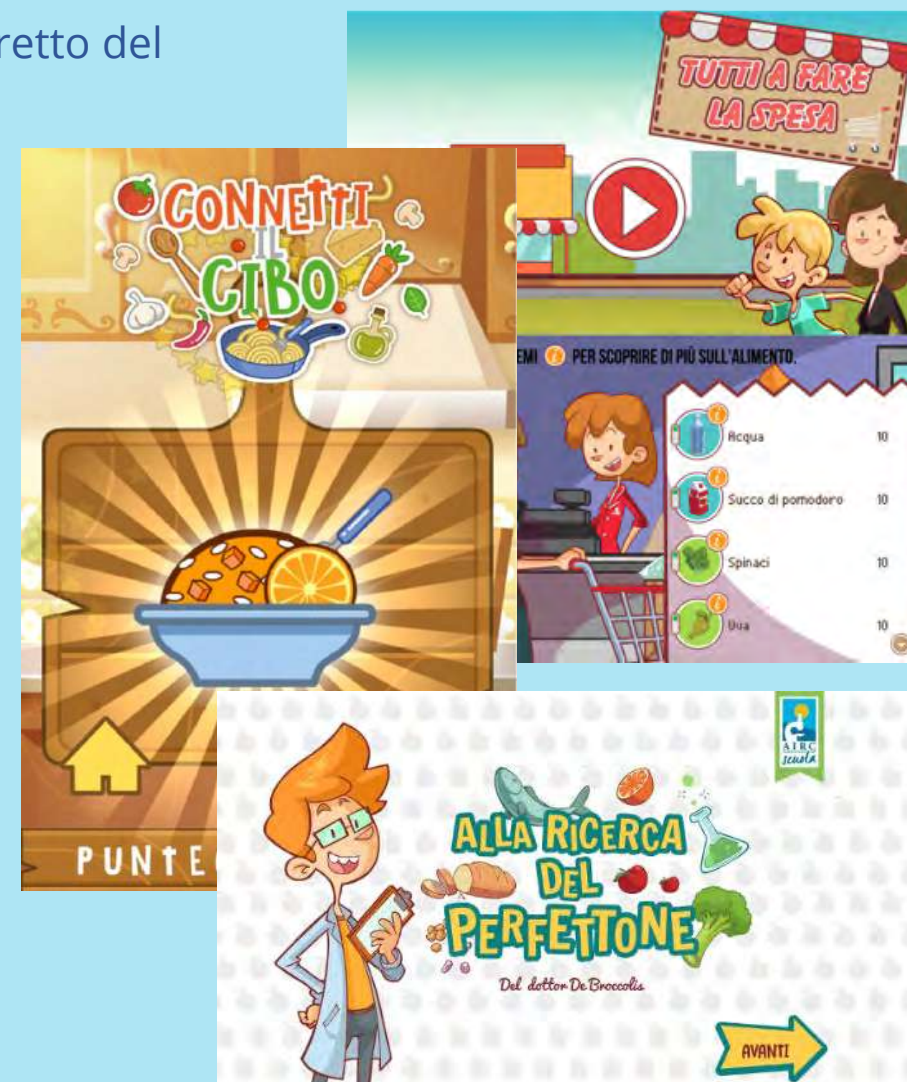 retto del
TUTTI A FARE
LA SPESA
CONNETTI
IL
CIBO
EMI i PER SCOPRIRE DI PIÙ SULL'ALIMENTO.
i
Acqua 10
i
Succo di pomodoro 10
i
Spinaci 10
i
Uva 10
PUNTE
AIRC
scuola
ALLA RICERCA
DEL
PERFETTONE
Del dottor De Broccolis
AVANTI